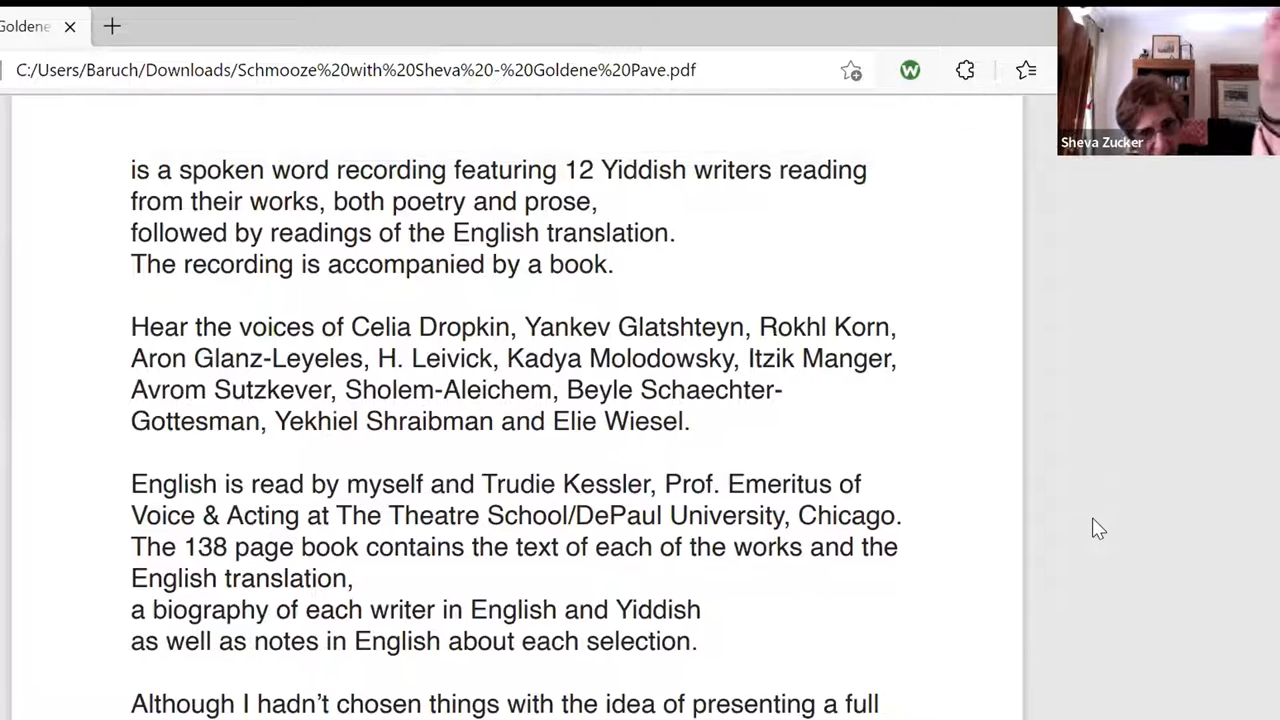 Goldene
C:/Users/Baruch/Downloads/Schmooze%20with%20Sheva%20-%20Goldene%20Pave.pdf
W
Sheva Zucker
is a spoken word recording featuring 12 Yiddish writers reading
from their works, both poetry and prose,
followed by readings of the English translation.
The recording is accompanied by a book.
Hear the voices of Celia Dropkin, Yankev Glatshteyn, Rokhl Korn,
Aron Glanz-Leyeles, H. Leivick, Kadya Molodowsky, Itzik Manger,
Avrom Sutzkever, Sholem-Aleichem, Beyle Schaechter-
Gottesman, Yekhiel Shraibman and Elie Wiesel.
English is read by myself and Trudie Kessler, Prof. Emeritus of
Voice & Acting at The Theatre School/DePaul University, Chicago.
The 138 page book contains the text of each of the works and the
English translation,
a biography of each writer in English and Yiddish
as well as notes in English about each selection.
Although I hadn’t chosen things with the idea of presenting a full